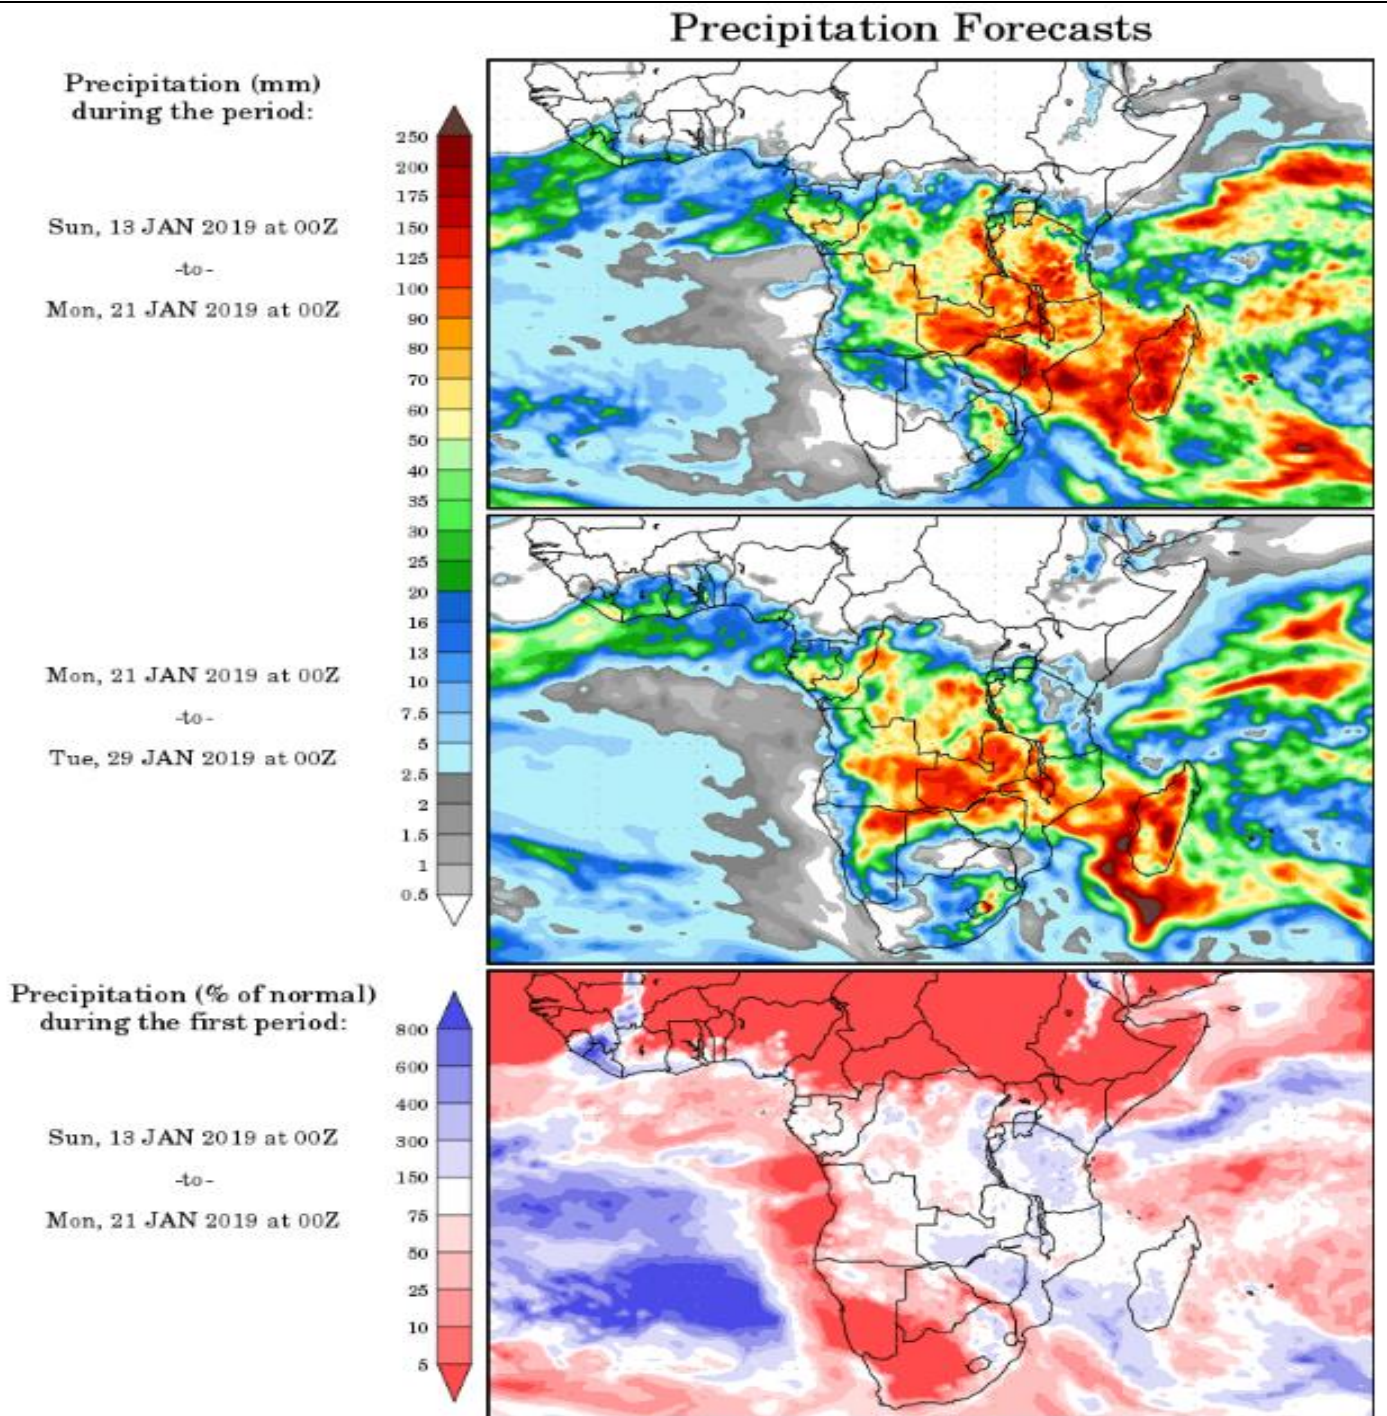 Precipitation Forecasts
Precipitation (mm)
during the period:
Sun, 13 JAN 2019 at 00Z
-to-
Mon, 21 JAN 2019 at 00Z
250
200
175
150
125
100
90
80
70
60
50
40
35
30
25
20
16
13
10
7.5
5
2.5
2
1.5
1
0.5
Mon, 21 JAN 2019 at 00Z
-to-
Tue, 29 JAN 2019 at 00Z
Precipitation (% of normal)
during the first period:
Sun, 13 JAN 2019 at 00Z
-to-
Mon, 21 JAN 2019 at 00Z
800
600
400
300
150
75
50
25
10
5